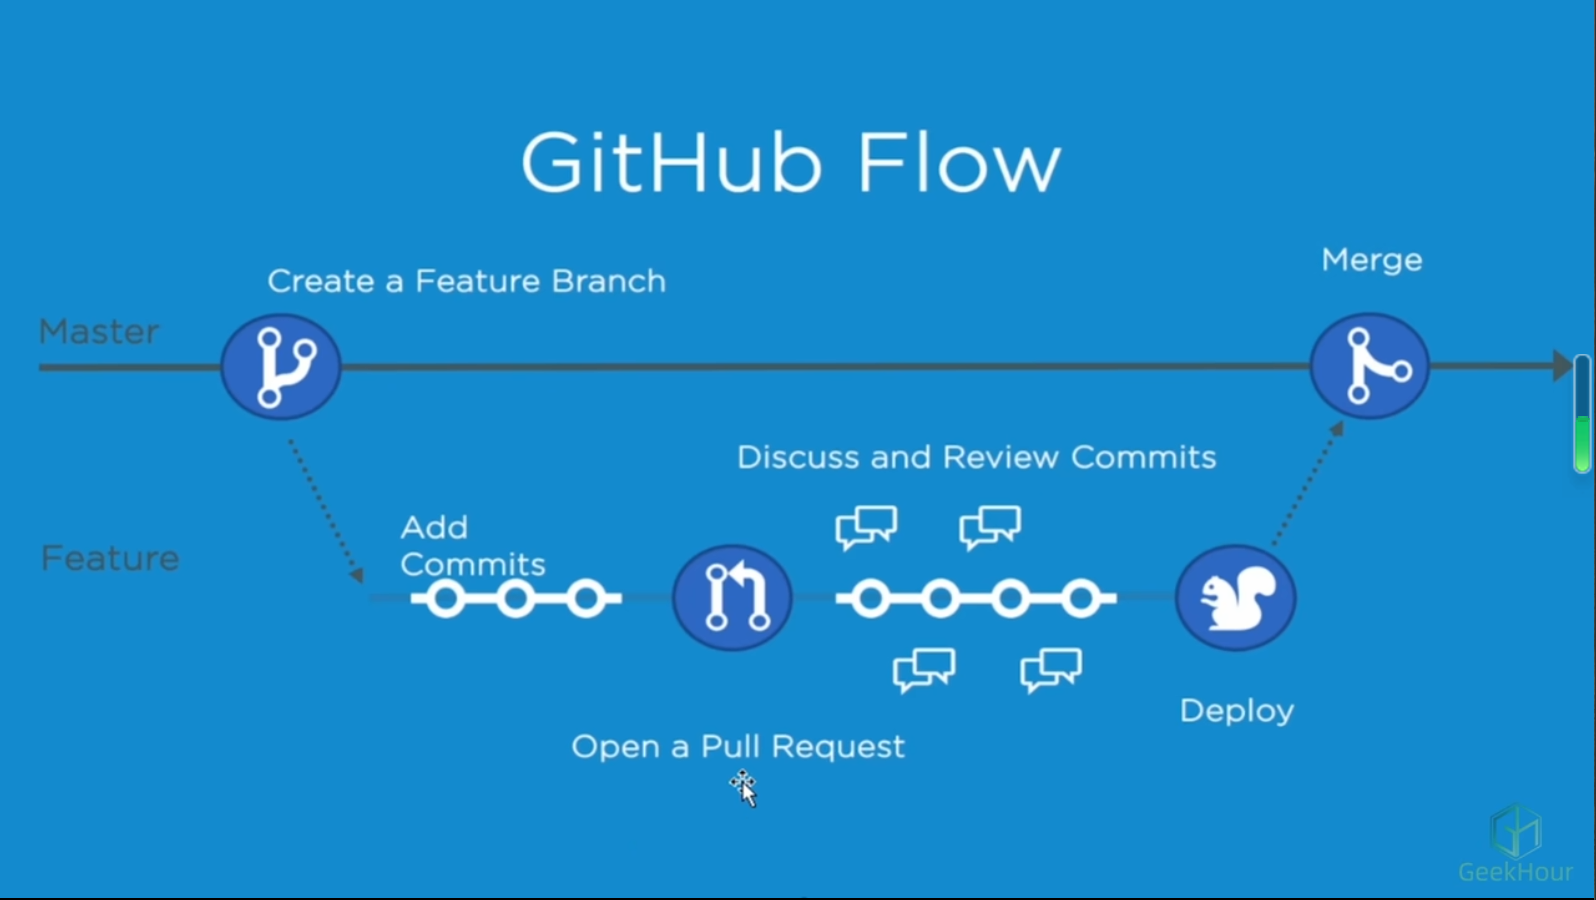 GitHub Flow
Create a Feature Branch
Merge
Master
Discuss and Review Commits
Add
Commits
Feature
Deploy
Open a Pull Request
GeekHour